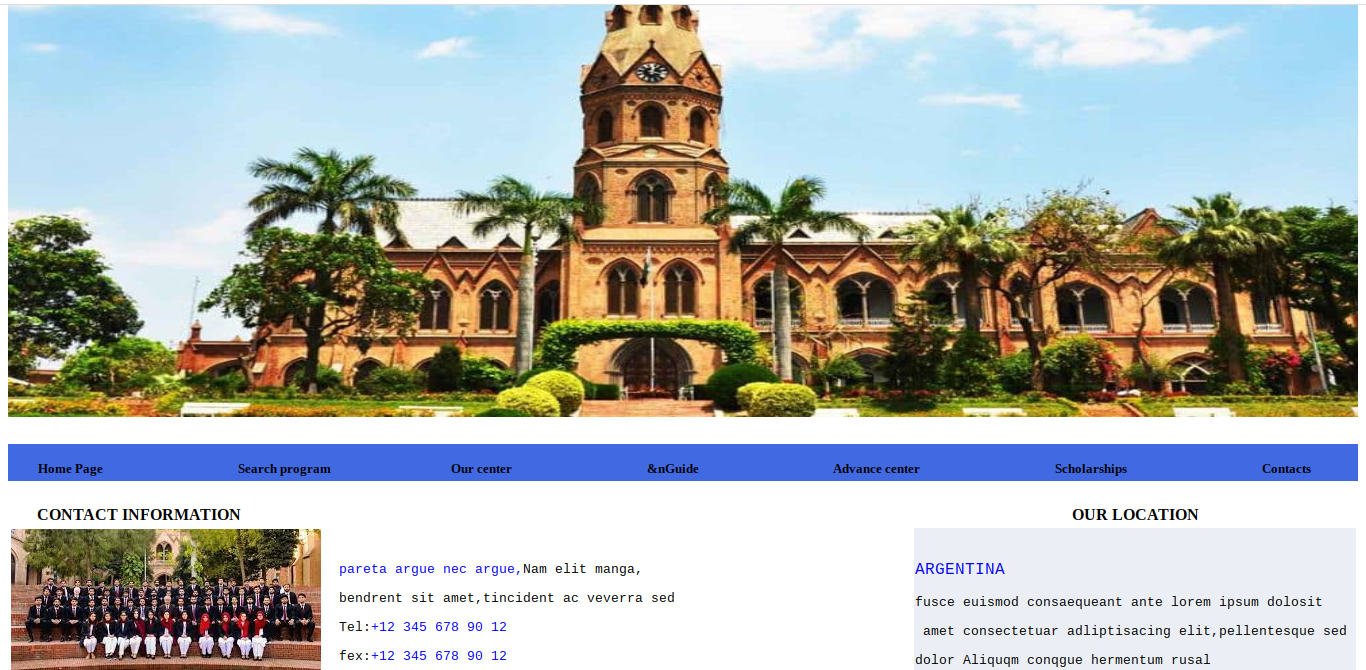 Home Page Search program Our center &nGuide Advance center Scholarships Contacts
CONTACT INFORMATION
pareta argue nec argue,Nam elit manga,
bendrent sit amet,tincident ac veverra sed
Tel:+12 345 678 90 12
fex:+12 345 678 90 12
OUR LOCATION
ARGENTINA
fusce euismod consaequeant ante lorem ipsum dolosit
amet consectetuar adliptisacing elit,pellentesque sed
dolor Aliquqm conqgue hermentum rusal